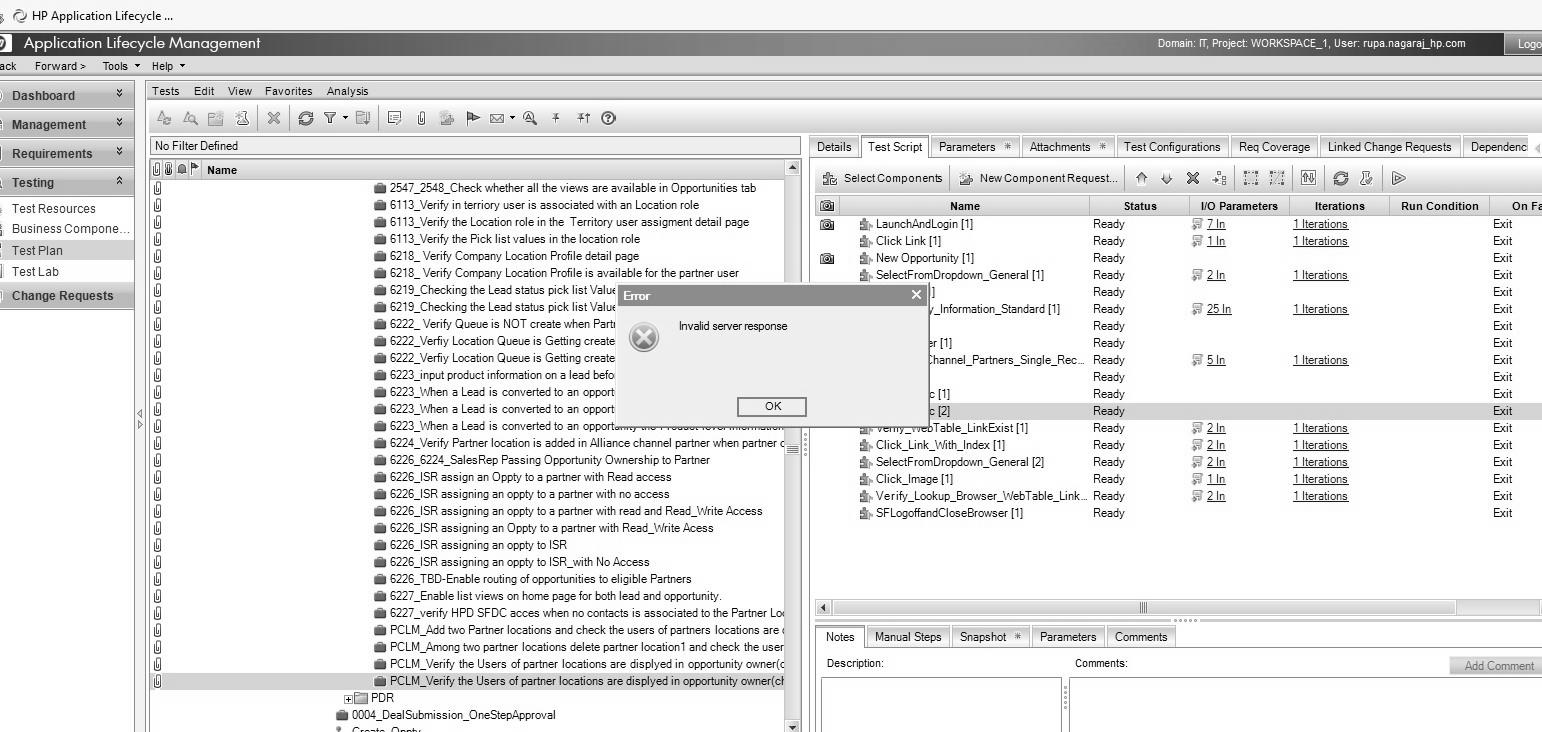 HP Application Lifecycle ...
Application Lifecycle Management
Domain: IT, Project: WORKSPACE_1, User: rupa.nagaraj_hp.com
Logo
ack Forward > Tools Help
Dashboard
Management
Requirements
Testing
Test Resources
Business Compone...
Test Plan
Test Lab
Change Requests
Tests Edit View Favorites Analysis
No Filter Defined
Name
2547_2548_Check whether all the views are available in Opportunities tab
6113_Verify in terriory user is associated with an Location role
6113_Verify the Location role in the Territory user assigment detail page
6113_Verify the Pick list values in the location role
6218_ Verify Company Location Profile detail page
6218_ Verify Company Location Profile is available for the partner user
6219_Checking the Lead status pick list Value
6219_Checking the Lead status pick list Value
6222_ Verify Queue is NOT create when Part
6222_Verfiy Location Queue is Getting create
6222_Verfiy Location Queue is Getting create
6223_input product information on a lead befo
6223_When a Lead is converted to an opport
6223_When a Lead is converted to an opport
6223_When a Lead is converted to an opportunity the Product-level information
6224_Verify Partner location is added in Alliance channel partner when partner c
6226_6224_SalesRep Passing Opportunity Ownership to Partner
6226_ISR assign an Oppty to a partner with Read access
6226_ISR assigning an oppty to a partner with no access
6226_ISR assigning an oppty to a partner with read and Read_Write Access
6226_ISR assigning an Oppty to a partner with Read_Write Acess
6226_ISR assigning an oppty to ISR
6226_ISR assigning an oppty to ISR_with No Access
6226_TBD-Enable routing of opportunities to eligible Partners
6227_Enable list views on home page for both lead and opportunity.
6227_verify HPD SFDC acces when no contacts is associated to the Partner Loc
PCLM_Add two Partner locations and check the users of partners locations are c
PCLM_Among two partner locations delete partner location1 and check the user
PCLM_Verify the Users of partner locations are displyed in opportunity owner(c
PCLM_Verify the Users of partner locations are displyed in opportunity owner(ch
PDR
0004_DealSubmission_OneStepApproval
Create_Oppty
Details Test Script Parameters * Attachments * Test Configurations Req Coverage Linked Change Requests Dependenc
Select Components New Component Request...
Name Status I/O Parameters Iterations Run Condition On Fa
LaunchAndLogin [1] Ready 7 In 1 Iterations Exit
Click Link [1] Ready 1 In 1 Iterations Exit
New Opportunity [1] Ready Exit
SelectFromDropdown_General [1] Ready 2 In 1 Iterations Exit
] Ready Exit
y_Information_Standard [1] Ready 25 In 1 Iterations Exit
Ready Exit
er [1] Ready Exit
Channel_Partners_Single_Rec... Ready 5 In 1 Iterations Exit
Ready Exit
c [1] Ready Exit
c [2] Ready Exit
Verify_WebTable_LinkExist [1] Ready 2 In 1 Iterations Exit
Click_Link_With_Index [1] Ready 2 In 1 Iterations Exit
SelectFromDropdown_General [2] Ready 2 In 1 Iterations Exit
Click_Image [1] Ready 1 In 1 Iterations Exit
Verify_Lookup_Browser_WebTable_Link... Ready 2 In 1 Iterations Exit
SFLogoffandCloseBrowser [1] Ready Exit
Error
Invalid server response
OK
Notes Manual Steps Snapshot * Parameters Comments
Description:
Comments:
Add Comment